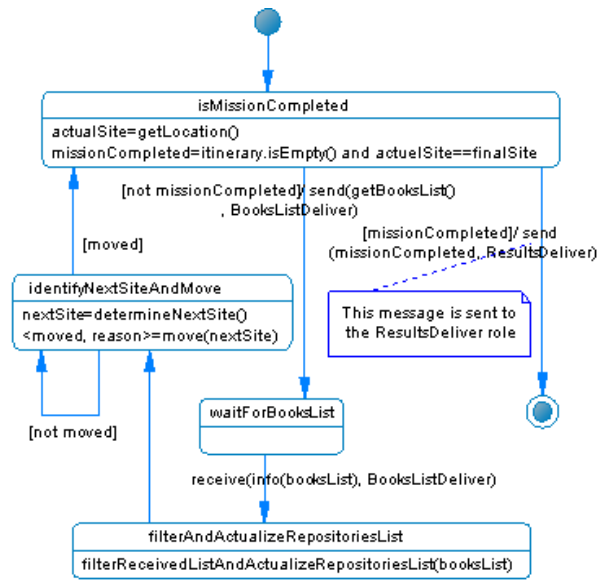 isMissionCompleted
actualSite=getLocation()
missionCompleted=itinerary.isEmpty() and actuelSite==finalSite
[not missionCompleted]/ send(getBooksList()
, BooksListDeliver)
[missionCompleted]/ send
(missionCompleted, ResultsDeliver)
[moved]
identifyNextSiteAndMove
nextSite=determineNextSite()
<moved, reason>=move(nextSite)
This message is sent to
the ResultsDeliver role
[not moved]
waitForBooksList
receive(info(booksList), BooksListDeliver)
filterAndActualizeRepositoriesList
filterReceivedListAndActualizeRepositoriesList(booksList)